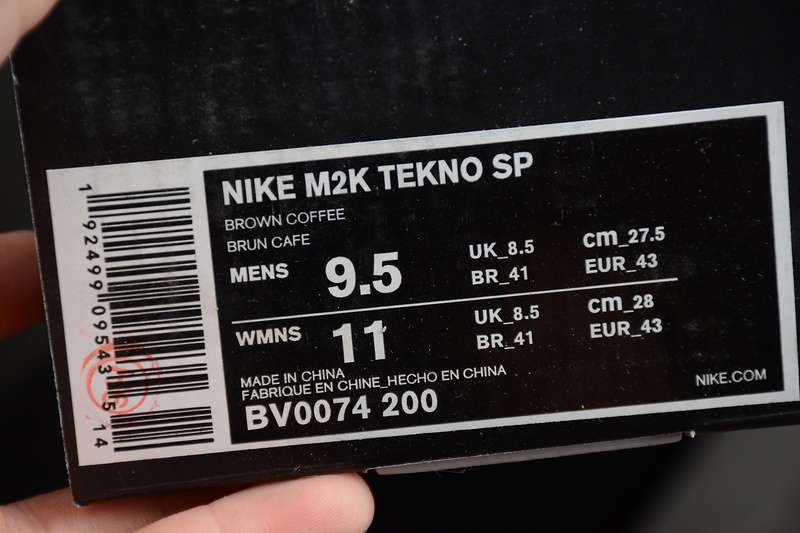 NIKE M2K TEKNO SP
BROWN COFFEE
BRUN CAFE
MENS 9.5 UK_8.5 cm_27.5
BR_41 EUR_43
WMNS 11 UK_8.5 cm_28
BR_41 EUR_43
MADE IN CHINA
FABRIQUE EN CHINE_HECHO EN CHINA
BV0074 200
NIKE.COM
1 92499 09543 5 14